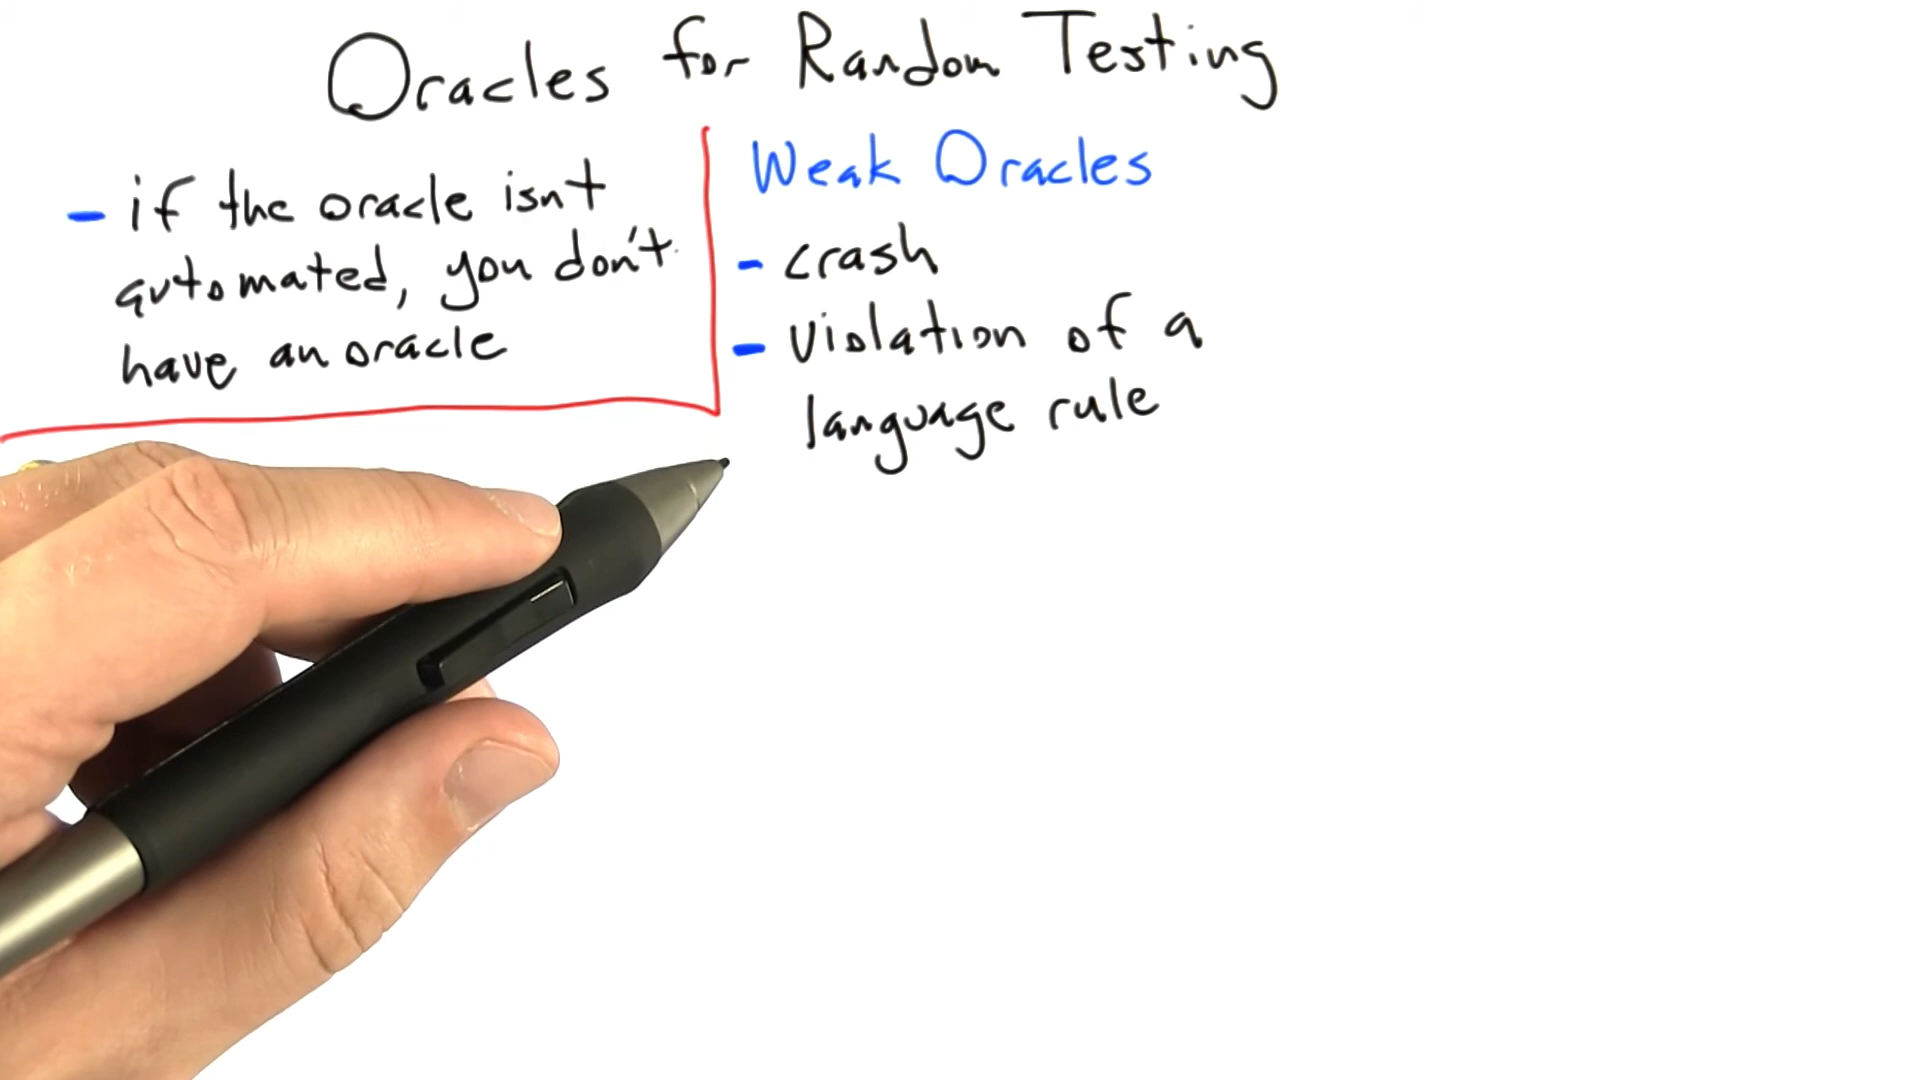 Oracles for Random Testing
- if the oracle isn't
automated, you don't
have an oracle
Weak Oracles
- crash
- violation of a
language rule